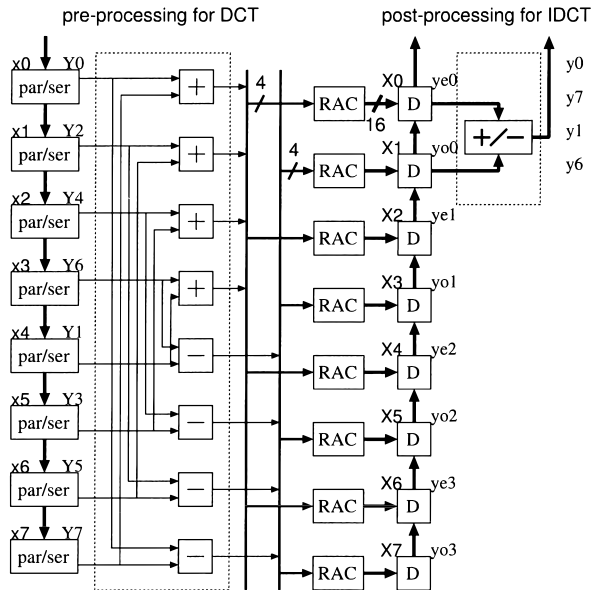 pre-processing for DCT
post-processing for IDCT
x0 Y0
par/ser
x1 Y2
par/ser
x2 Y4
par/ser
x3 Y6
par/ser
x4 Y1
par/ser
x5 Y3
par/ser
x6 Y5
par/ser
x7 Y7
par/ser
+
+
+
+
−
−
−
−
4
4
RAC
16
X0
D
ye0
RAC
X1
D
yo0
RAC
X2
D
ye1
RAC
X3
D
yo1
RAC
X4
D
ye2
RAC
X5
D
yo2
RAC
X6
D
ye3
RAC
X7
D
yo3
+/−
y0
y7
y1
y6